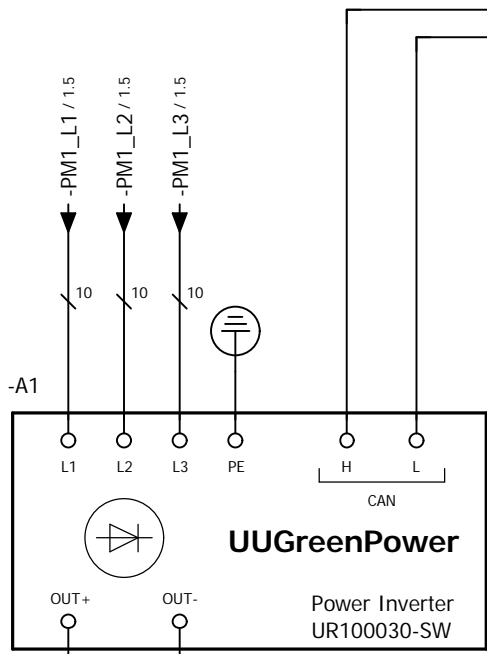 -PM1_L1 / 1.5
-PM1_L2 / 1.5
-PM1_L3 / 1.5
10
10
10
-A1
L1
L2
L3
PE
H
L
CAN
UUGreenPower
OUT+
OUT-
Power Inverter
UR100030-SW